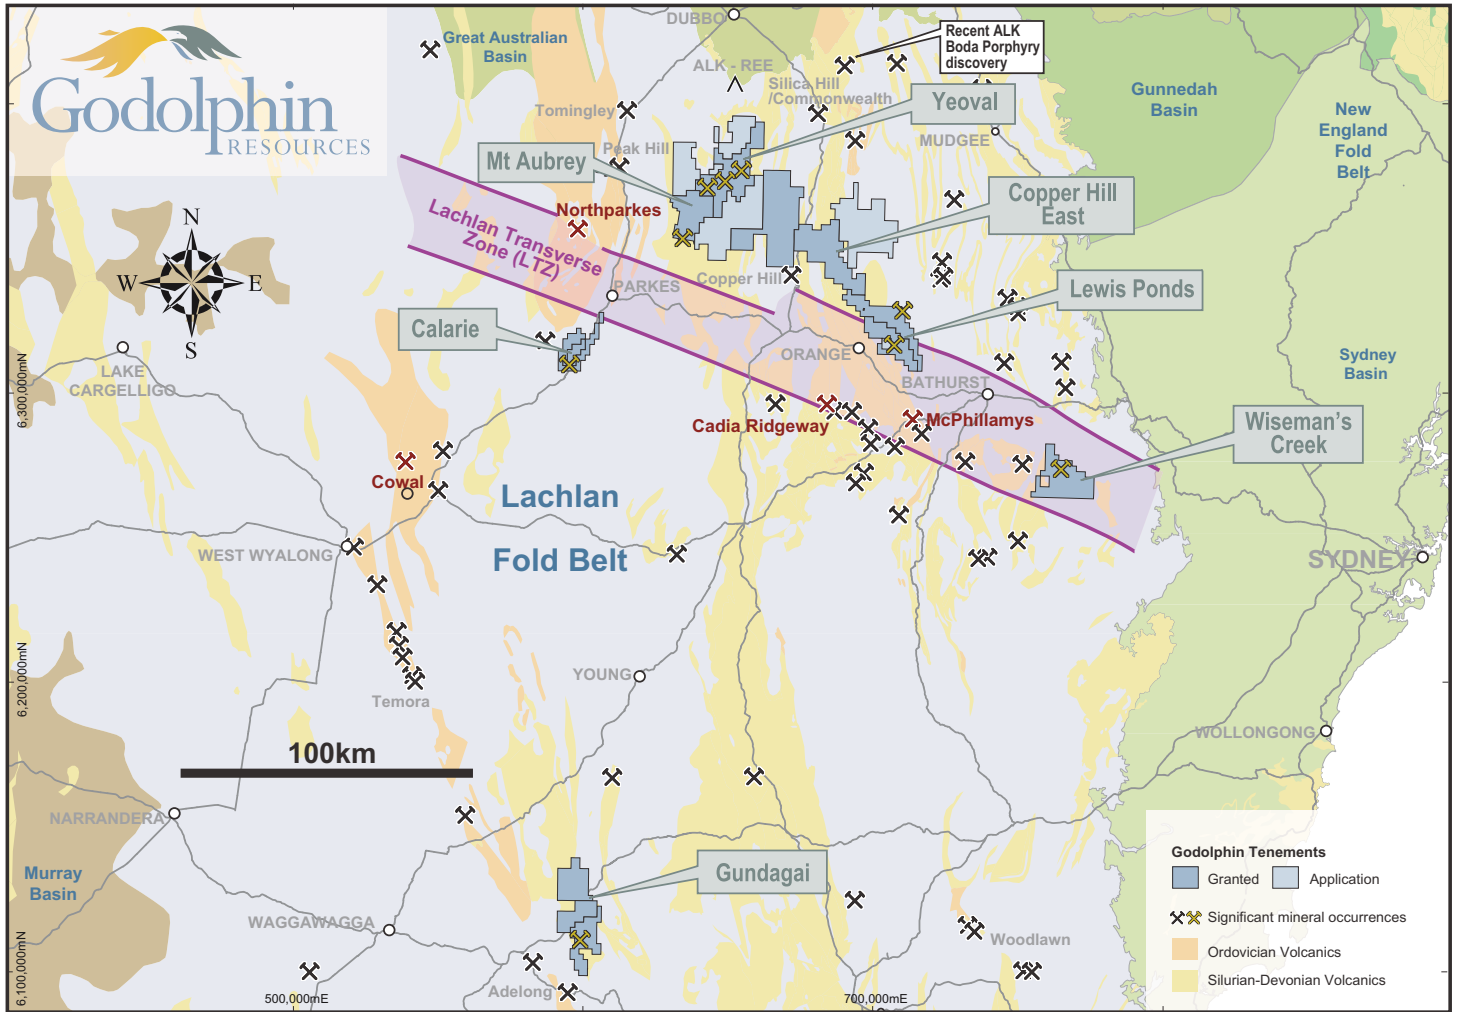 Godolphin
RESOURCES
Great Australian
Basin
DUBBO
Recent ALK
Boda Porphyry
discovery
ALK - REE
Silica Hill
/Commonwealth
Yeoval
Gunnedah
Basin
New
England
Fold
Belt
Tomingley
MUDGEE
Peak Hill
Mt Aubrey
Copper Hill
East
Northparkes
Lachlan Transverse
Zone (LTZ)
N
W
E
S
Copper Hill
PARKES
Lewis Ponds
Calarie
ORANGE
Sydney
Basin
LAKE
CARGELLIGO
BATHURST
6,300,000mN
Cadia Ridgeway
McPhillamys
Wiseman's
Creek
Cowal
Lachlan
Fold Belt
WEST WYALONG
SYDNEY
YOUNG
6,200,000mN
Temora
WOLLONGONG
100km
NARRANDERA
Murray
Basin
Gundagai
WAGGAWAGGA
Woodlawn
Adelong
6,100,000mN
500,000mE
700,000mE
Godolphin Tenements
Granted
Application
Significant mineral occurrences
Ordovician Volcanics
Silurian-Devonian Volcanics